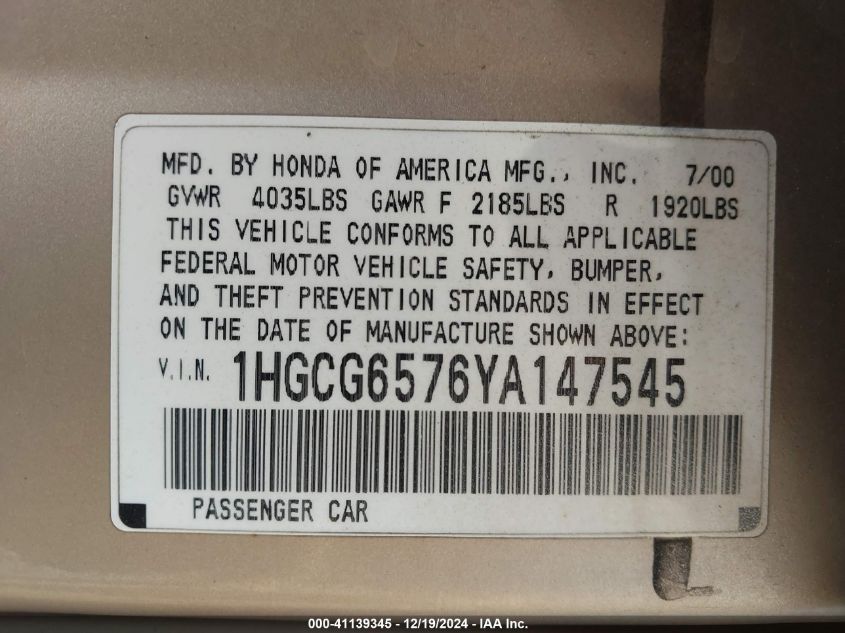 MFD. BY HONDA OF AMERICA MFG., INC. 7/00
GVWR 4035LBS GAWR F 2185LBS R 1920LBS
THIS VEHICLE CONFORMS TO ALL APPLICABLE
FEDERAL MOTOR VEHICLE SAFETY, BUMPER,
AND THEFT PREVENTION STANDARDS IN EFFECT
ON THE DATE OF MANUFACTURE SHOWN ABOVE:
V.I.N. 1HGCG6576YA147545
PASSENGER CAR
000-41139345 - 12/19/2024 - IAA Inc.